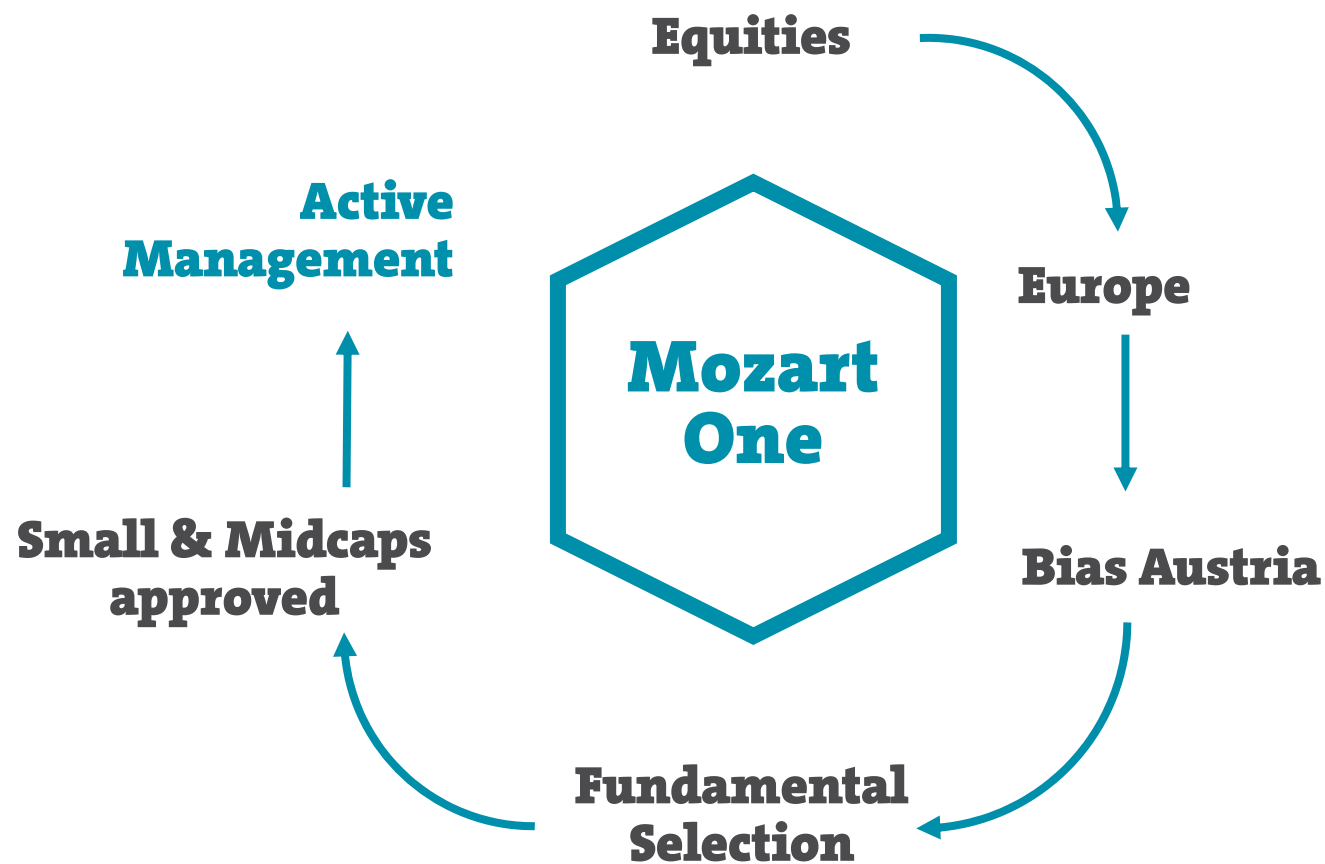 Equities
Europe
Bias Austria
Fundamental
Selection
Small & Midcaps
approved
Active
Management
Mozart
One